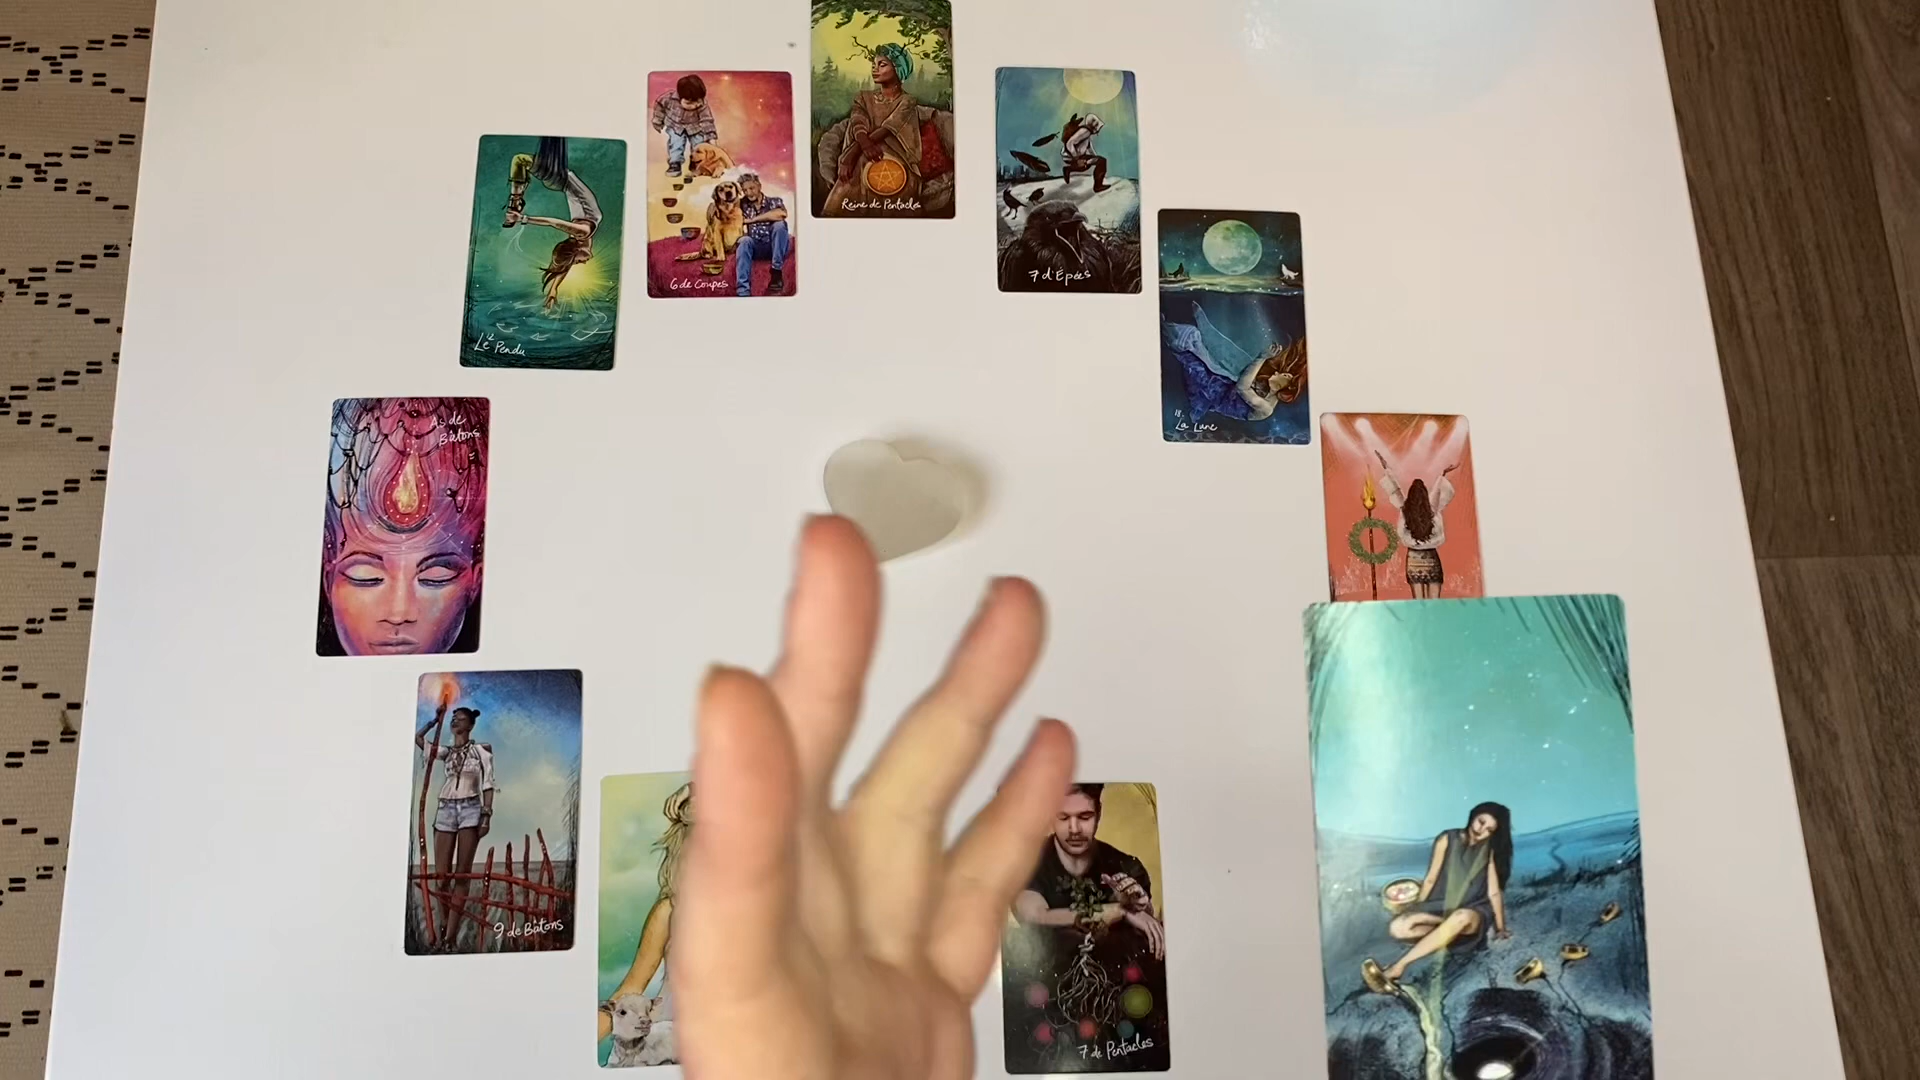 Reine de Pentacles
6 de Coupes
7 d'Épées
12
Le Pendu
18.
La Lune
As de
Bâtons
9 de Bâtons
7 de Pentacles